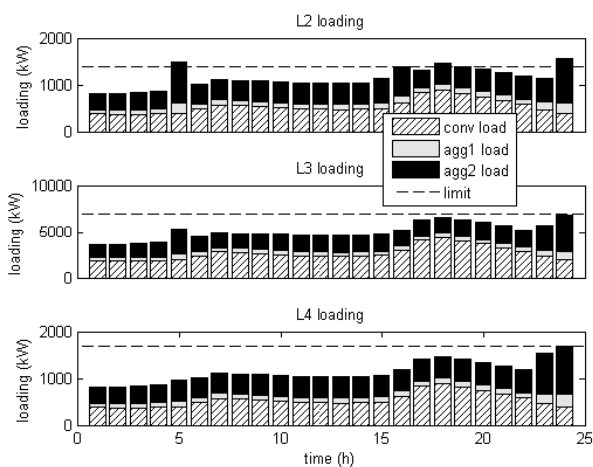 L2 loading
2000
1000
0
loading (kW)
conv load
agg1 load
agg2 load
limit
L3 loading
10000
5000
0
loading (kW)
L4 loading
2000
1000
0
loading (kW)
0 5 10 15 20 25
time (h)